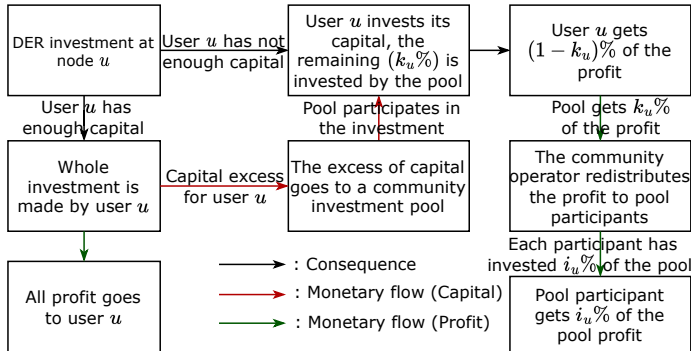 DER investment at
node u
User u has not
enough capital
User u invests its
capital, the
remaining (k_u%) is
invested by the pool
User u gets
(1 − k_u)% of the
profit
User u has
enough capital
Pool participates in
the investment
Pool gets k_u%
of the profit
Whole
investment is
made by user u
Capital excess
for user u
The excess of capital
goes to a community
investment pool
The community
operator redistributes
the profit to pool
participants
Each participant has
invested i_u% of the pool
All profit goes
to user u
: Consequence
: Monetary flow (Capital)
: Monetary flow (Profit)
Pool participant
gets i_u% of the
pool profit